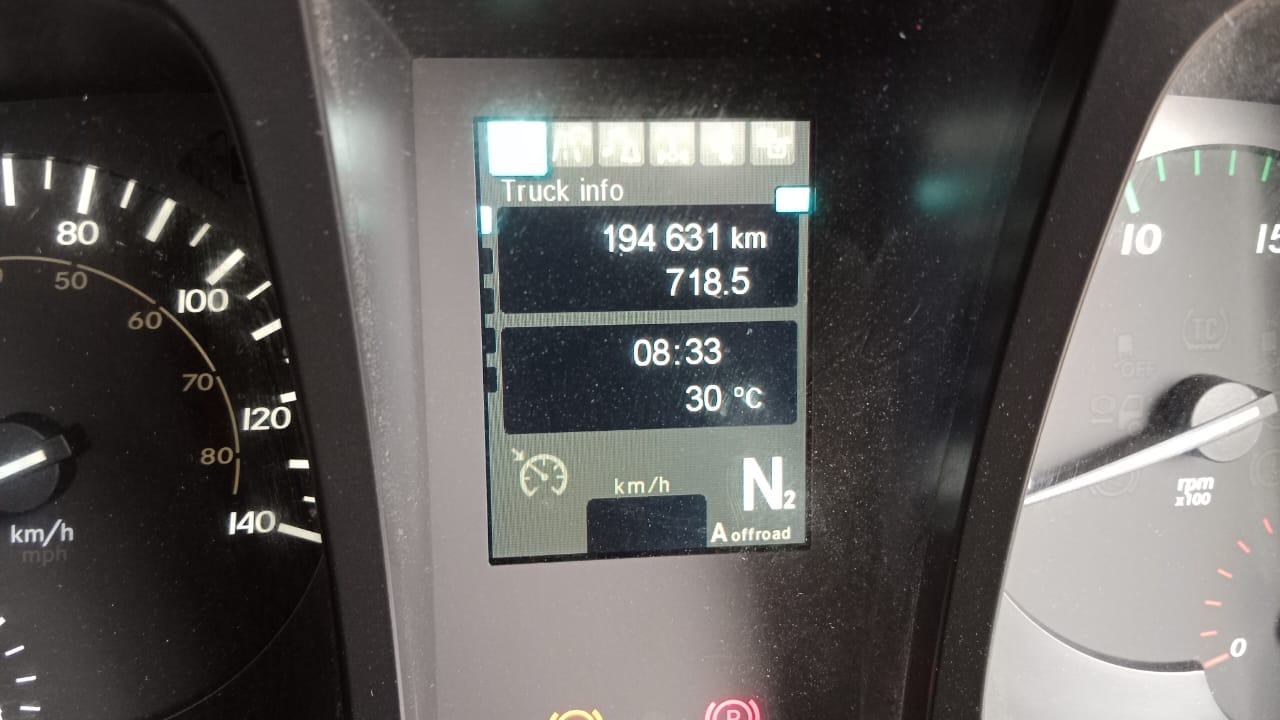 Truck info
194 631 km
718.5
08:33
30 °C
km/h
N2
A offroad
80
100
120
140
50
60
70
80
km/h
mph
10
15
TC
OFF
rpm
x100
0
P